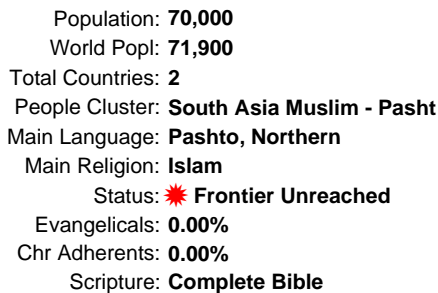 Population: 70,000
World Popl: 71,900
Total Countries: 2
People Cluster: South Asia Muslim - Pasht
Main Language: Pashto, Northern
Main Religion: Islam
Status: Frontier Unreached
Evangelicals: 0.00%
Chr Adherents: 0.00%
Scripture: Complete Bible